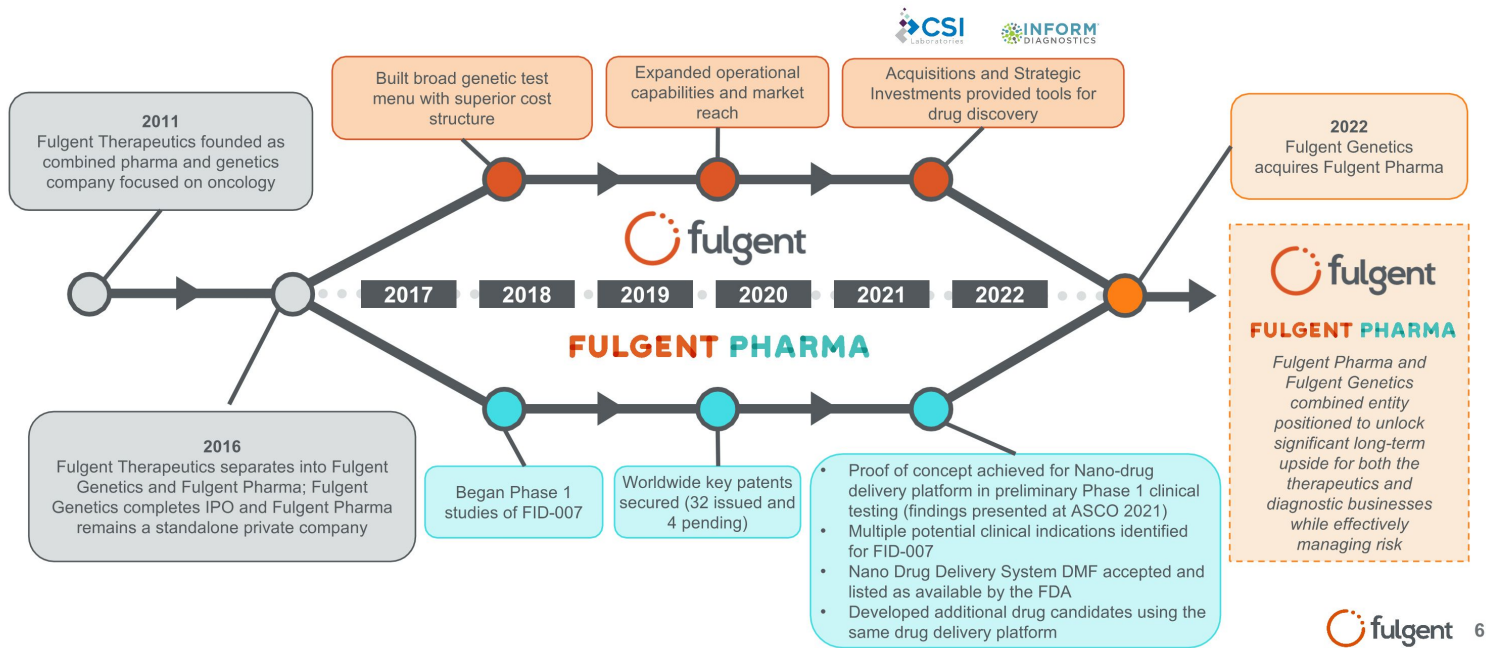 CSI
Laboratories
INFORM
DIAGNOSTICS
Built broad genetic test
menu with superior cost
structure
Expanded operational
capabilities and market
reach
Acquisitions and Strategic
Investments provided tools for
drug discovery
2011
Fulgent Therapeutics founded as
combined pharma and genetics
company focused on oncology
2022
Fulgent Genetics
acquires Fulgent Pharma
fulgent
2017
2018
2019
2020
2021
2022
FULGENT PHARMA
fulgent
FULGENT PHARMA
Fulgent Pharma and
Fulgent Genetics
combined entity
positioned to unlock
significant long-term
upside for both the
therapeutics and
diagnostic businesses
while effectively
managing risk
2016
Fulgent Therapeutics separates into Fulgent
Genetics and Fulgent Pharma; Fulgent
Genetics completes IPO and Fulgent Pharma
remains a standalone private company
Began Phase 1
studies of FID-007
Worldwide key patents
secured (32 issued and
4 pending)
• Proof of concept achieved for Nano-drug
delivery platform in preliminary Phase 1 clinical
testing (findings presented at ASCO 2021)
• Multiple potential clinical indications identified
for FID-007
• Nano Drug Delivery System DMF accepted and
listed as available by the FDA
• Developed additional drug candidates using the
same drug delivery platform
fulgent 6